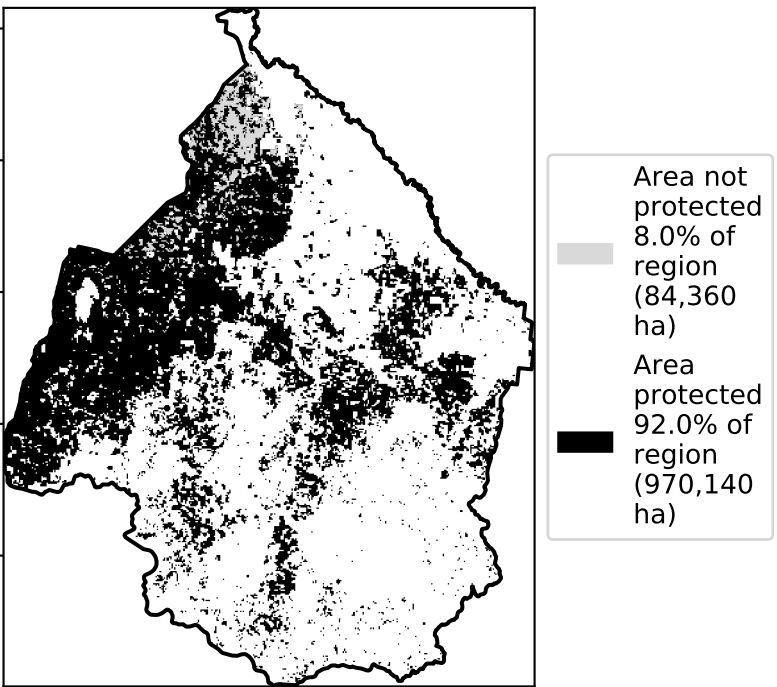 Area not
protected
8.0% of
region
(84,360
ha)
Area
protected
92.0% of
region
(970,140
ha)